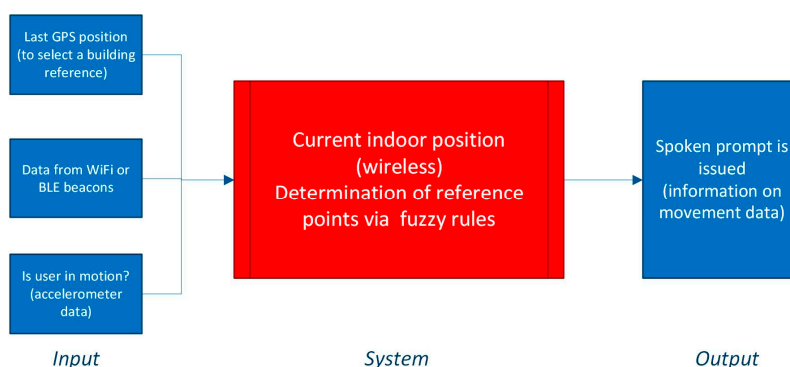 Last GPS position
(to select a building
reference)
Data from WiFi or
BLE beacons
Is user in motion?
(accelerometer
data)
Current indoor position
(wireless)
Determination of reference
points via  fuzzy rules
Spoken prompt is
issued
(information on
movement data)
Input
System
Output